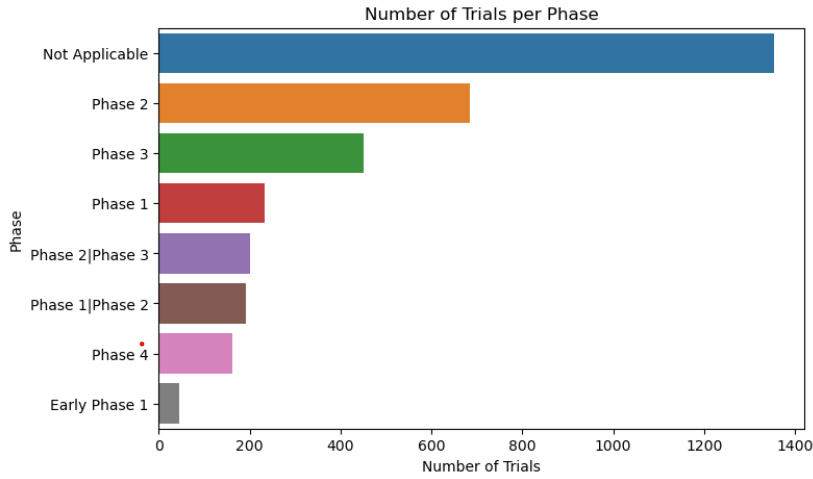 Number of Trials per Phase
Not Applicable
Phase 2
Phase 3
Phase 1
Phase 2|Phase 3
Phase 1|Phase 2
Phase 4
Early Phase 1
Phase
0 200 400 600 800 1000 1200 1400
Number of Trials